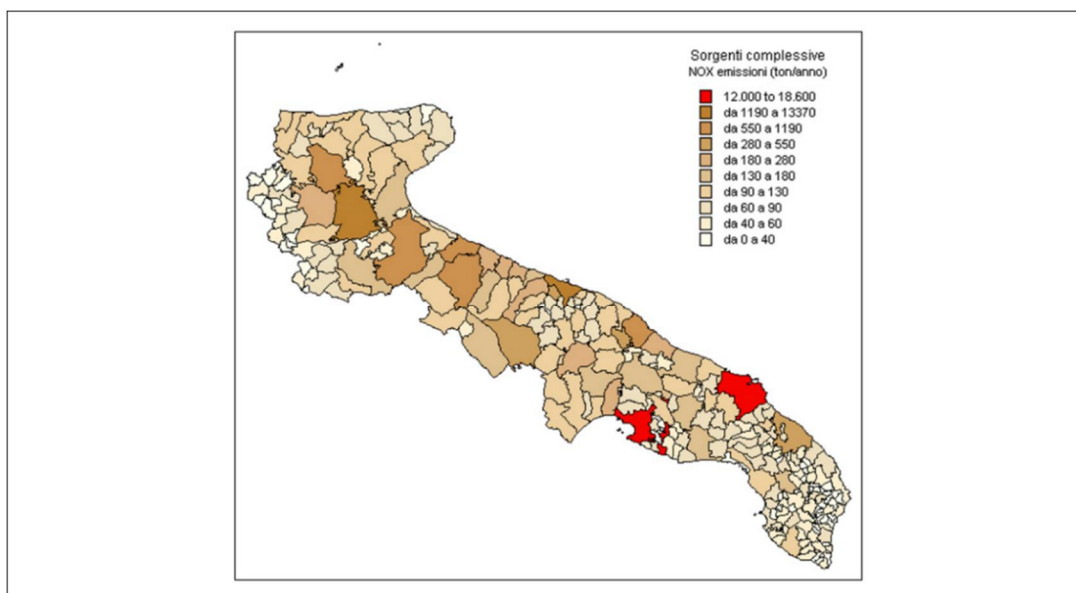 Sorgenti complessive
NOX emissioni (ton/anno)
12.000 to 18.600
da 1190 a 13370
da 550 a 1190
da 280 a 550
da 180 a 280
da 130 a 180
da 90 a 130
da 60 a 90
da 40 a 60
da 0 a 40